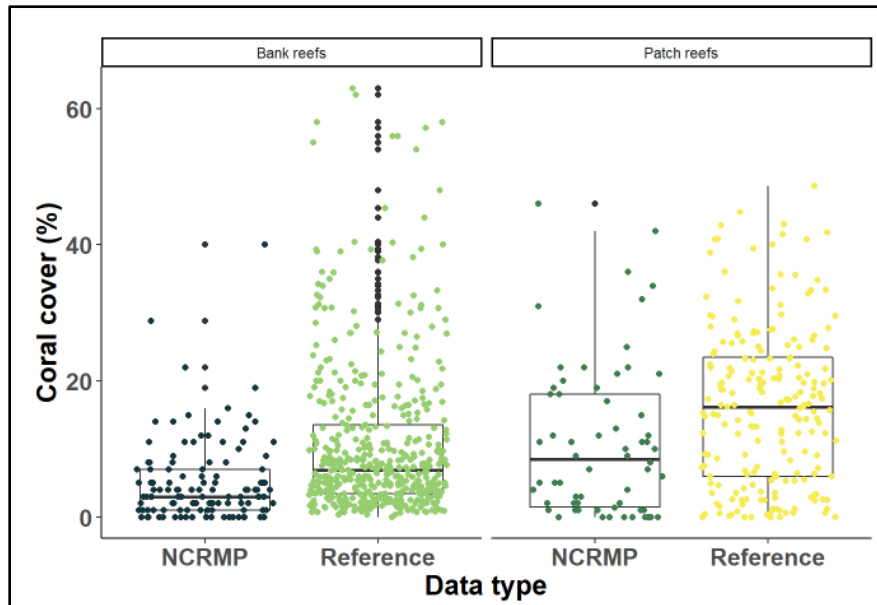 Bank reefs Patch reefs
Coral cover (%)
60
40
20
0
NCRMP Reference NCRMP Reference
Data type